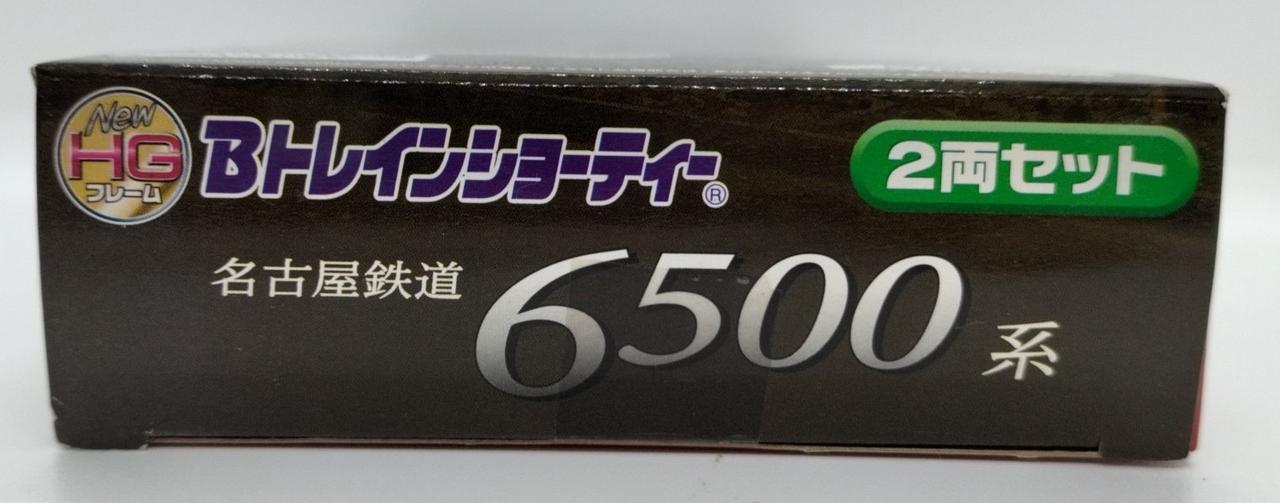 New
HG
フレーム
Bトレインショーティー®
2両セット
名古屋鉄道 6500 系